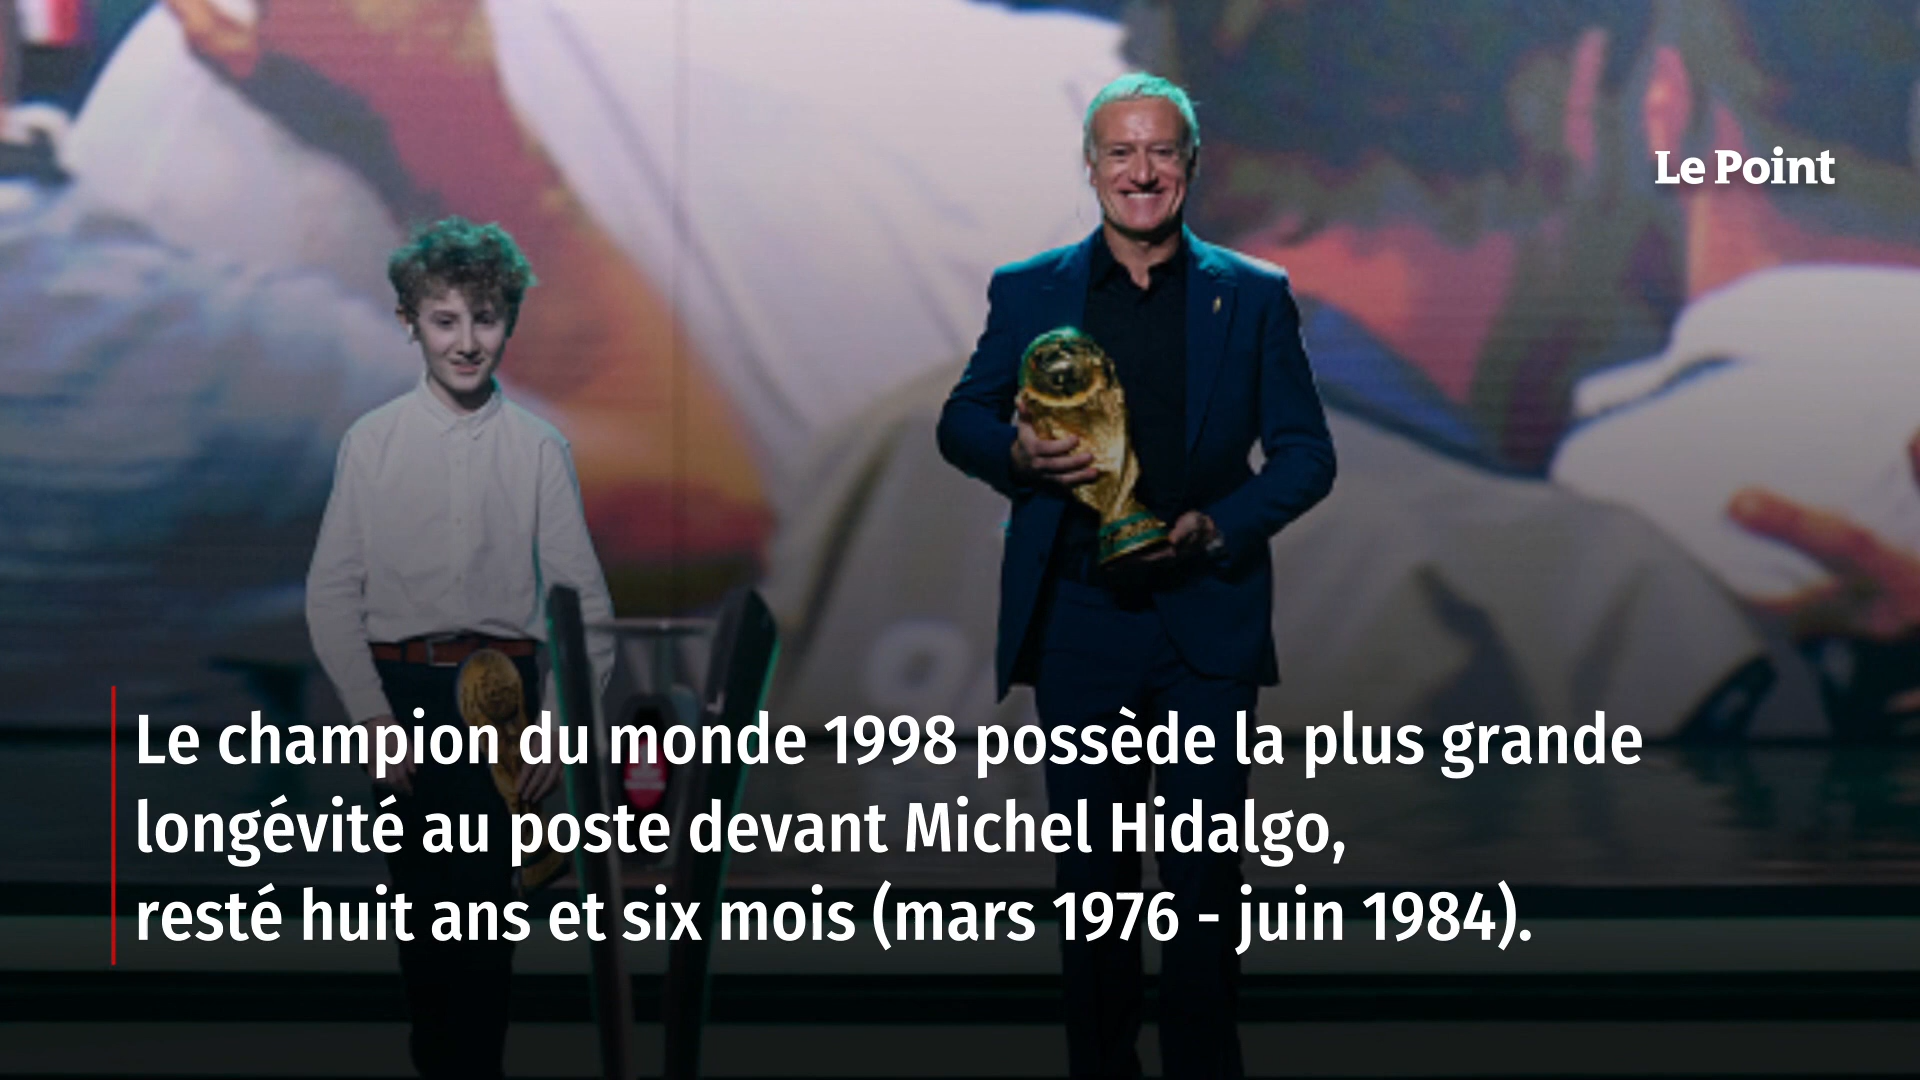 Le Point
Le champion du monde 1998 possède la plus grande
longévité au poste devant Michel Hidalgo,
resté huit ans et six mois (mars 1976 - juin 1984).